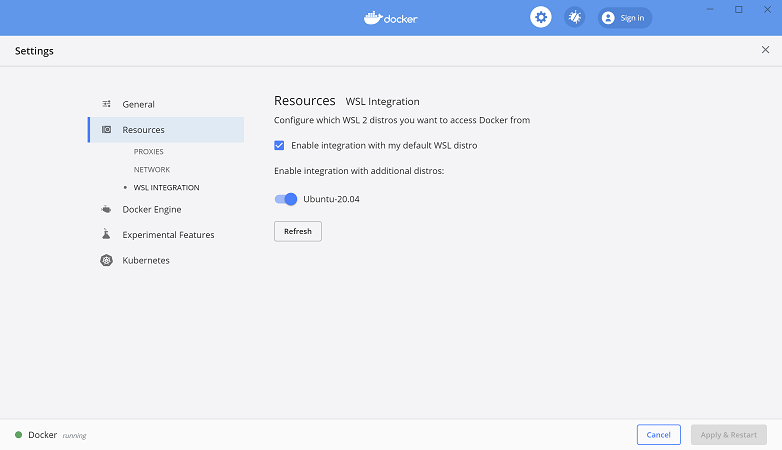 docker
Sign in
Settings
General
Resources
PROXIES
NETWORK
WSL INTEGRATION
Docker Engine
Experimental Features
Kubernetes
Resources WSL Integration
Configure which WSL 2 distros you want to access Docker from
Enable integration with my default WSL distro
Enable integration with additional distros:
Ubuntu-20.04
Refresh
Docker running
Cancel
Apply & Restart